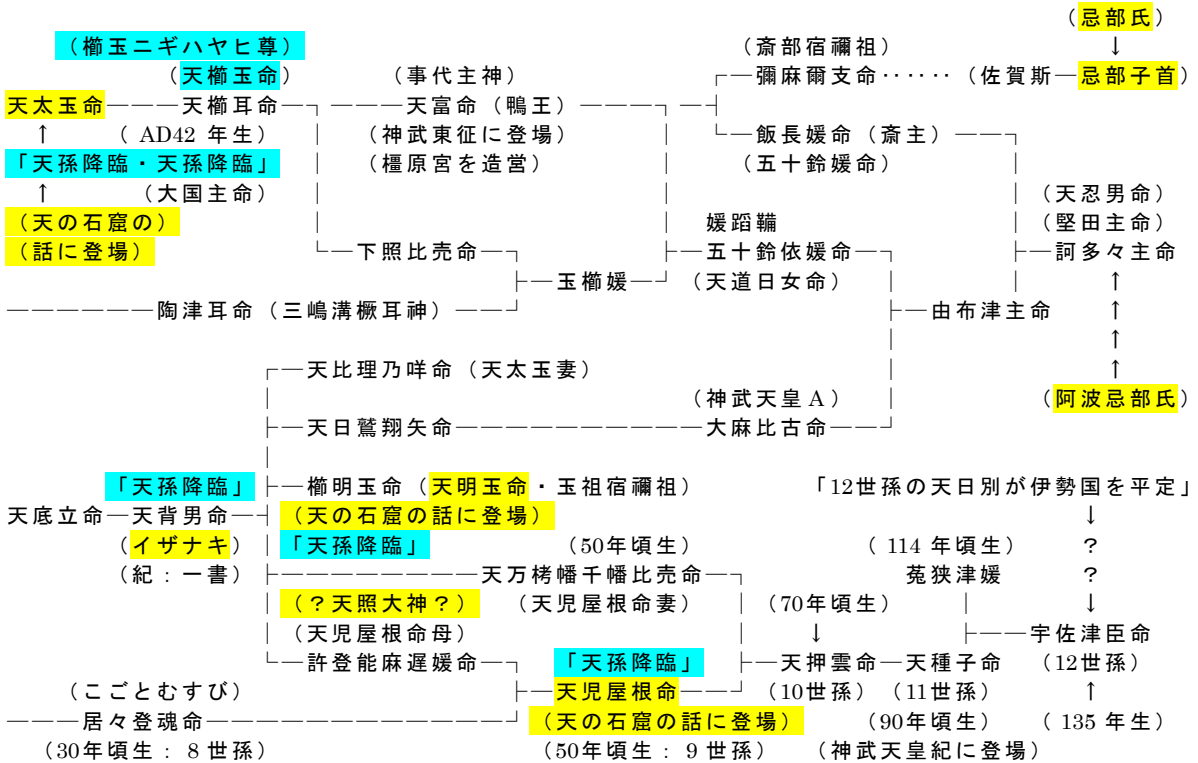 （忌部氏）
（櫛玉ニギハヤヒ尊）　（斎部宿禰祖）　↓
（天櫛玉命）　（事代主神）　┌―彌麻爾支命‥‥‥（佐賀斯―忌部子首）
天太玉命―――天櫛耳命―┐―――天富命（鴨王）―――┐―┤
↑　（AD42 年生）　│　（神武東征に登場）　│　└―飯長媛命（斎主）――┐
「天孫降臨・天孫降臨」　│　（橿原宮を造営）　│　（五十鈴媛命）　│
↑　（大国主命）　│　│　│　（天忍男命）
（天の石窟の）　│　│　媛蹈鞴　│　（堅田主命）
（話に登場）　└―下照比売命―┐　├―五十鈴依媛命―┐　├―訶多々主命
├―玉櫛媛―┘　（天道日女命）　│　│　↑
――――――陶津耳命（三嶋溝橛耳神）――┘　├―由布津主命　↑
│　↑
┌―天比理乃咩命（天太玉妻）　│　↑
│　（神武天皇Ａ）　│　（阿波忌部氏）
├―天日鷲翔矢命――――――――――大麻比古命――┘
│
「天孫降臨」├―櫛明玉命（天明玉命・玉祖宿禰祖）　「12世孫の天日別が伊勢国を平定」
天底立命―天背男命―┤（天の石窟の話に登場）　↓
（イザナキ）│「天孫降臨」　（50年頃生）　（ 114 年頃生）　？
（紀：一書）├――――――――天万栲幡千幡比売命―┐　菟狭津媛　？
│（？天照大神？）　（天児屋根命妻）　│（70年頃生）　│　↓
│（天児屋根命母）　│　↓　├――宇佐津臣命
└―許登能麻遅媛命―┐　「天孫降臨」　├―天押雲命―天種子命　（12世孫）
（こごとむすび）　├―天児屋根命――┘（10世孫）（11世孫）　↑
―――居々登魂命――――――――――――┘（天の石窟の話に登場）　（90年頃生）　（ 135 年生）
（30年頃生： 8 世孫）　（50年頃生： 9 世孫）　（神武天皇紀に登場）